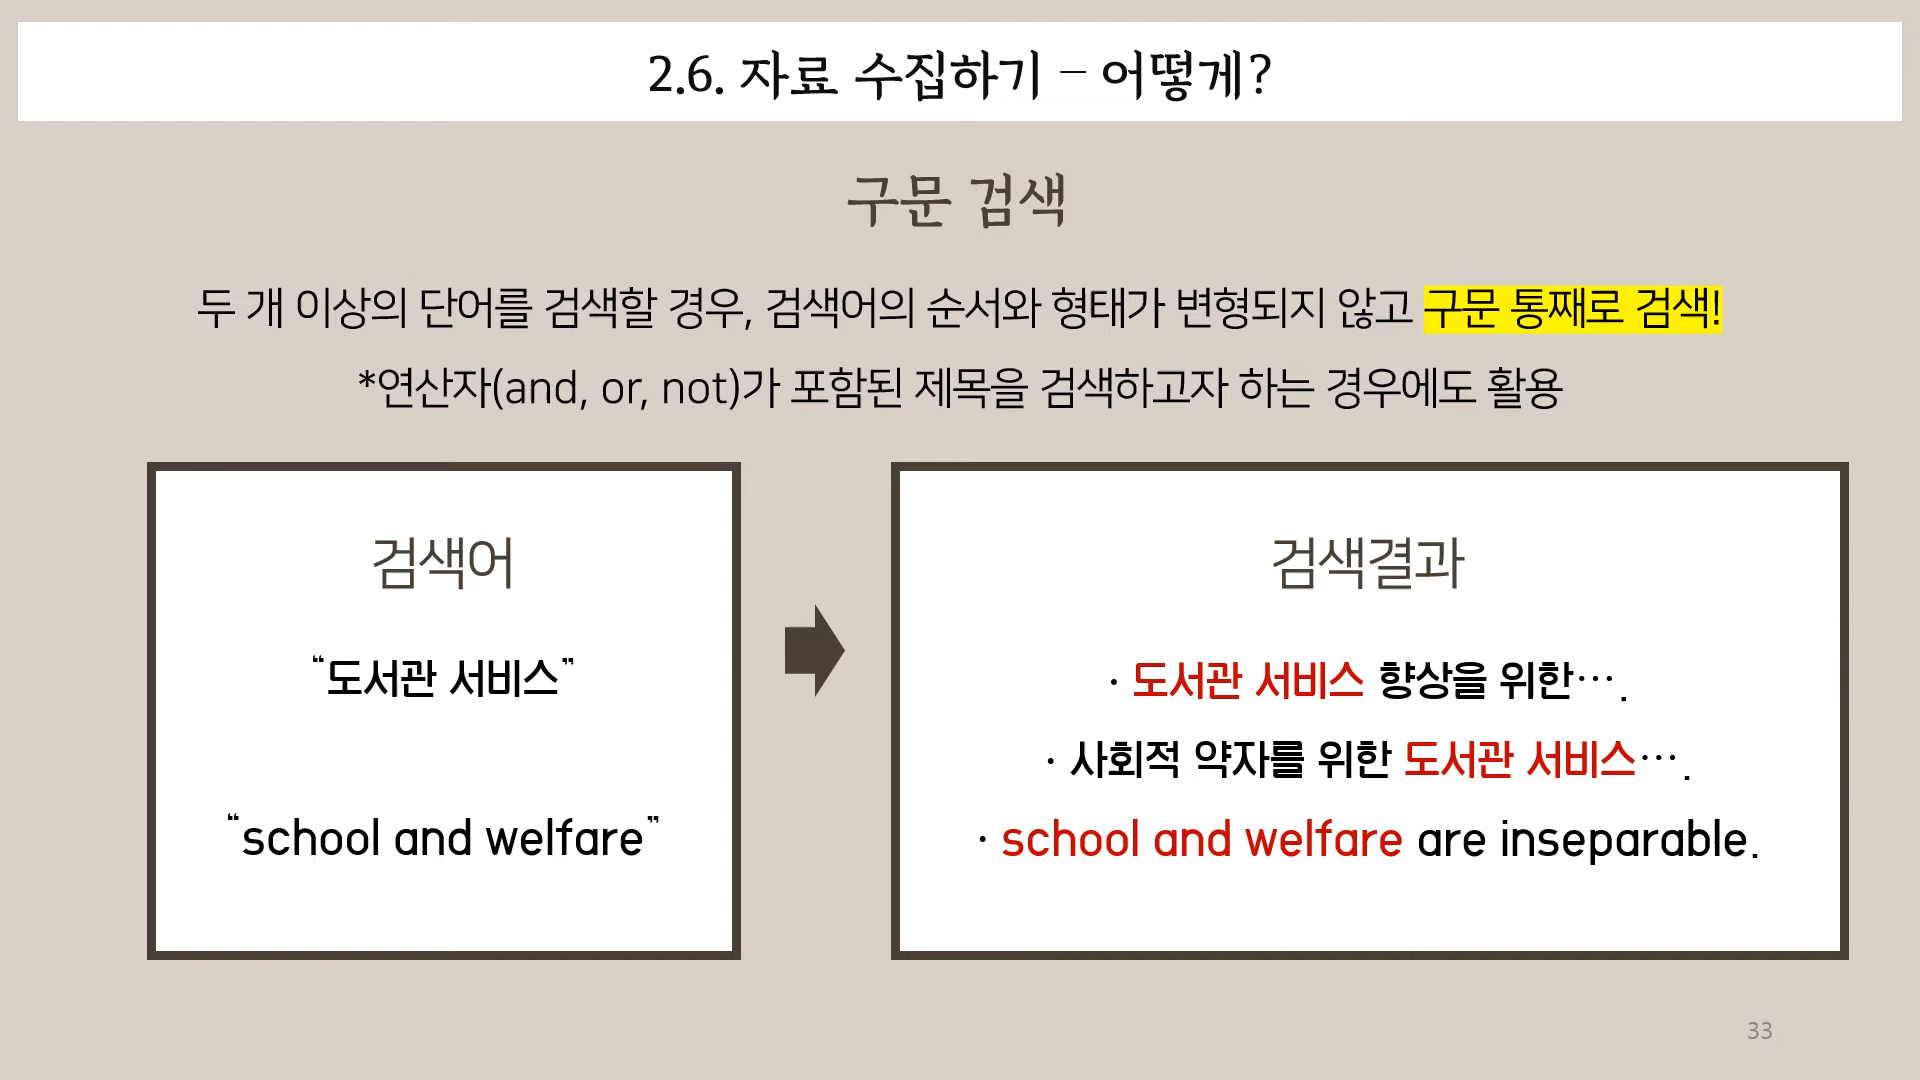 2.6. 자료 수집하기 – 어떻게?
구문 검색
두 개 이상의 단어를 검색할 경우, 검색어의 순서와 형태가 변형되지 않고 구문 통째로 검색!
*연산자(and, or, not)가 포함된 제목을 검색하고자 하는 경우에도 활용
검색어
“도서관 서비스”
“school and welfare”
검색결과
· 도서관 서비스 향상을 위한….
· 사회적 약자를 위한 도서관 서비스….
· school and welfare are inseparable.
33